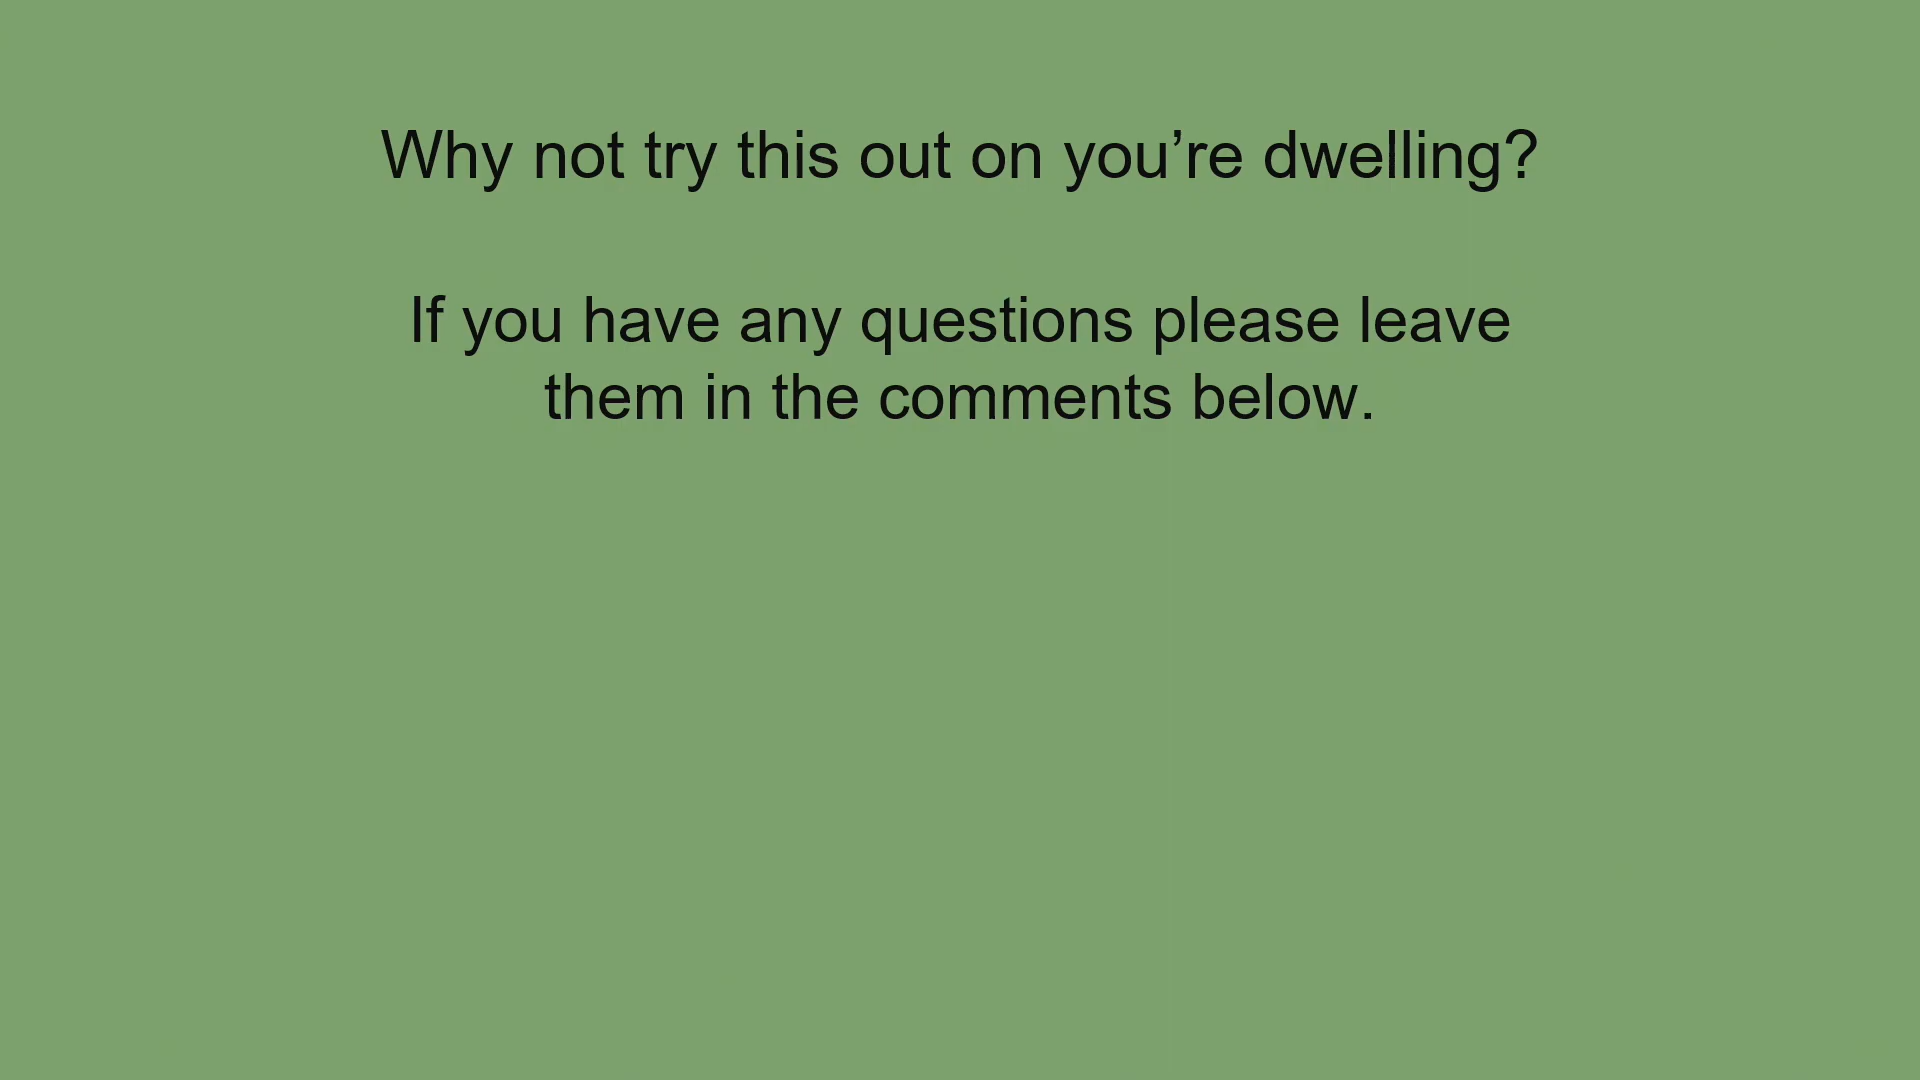 Why not try this out on you’re dwelling?
If you have any questions please leave
them in the comments below.